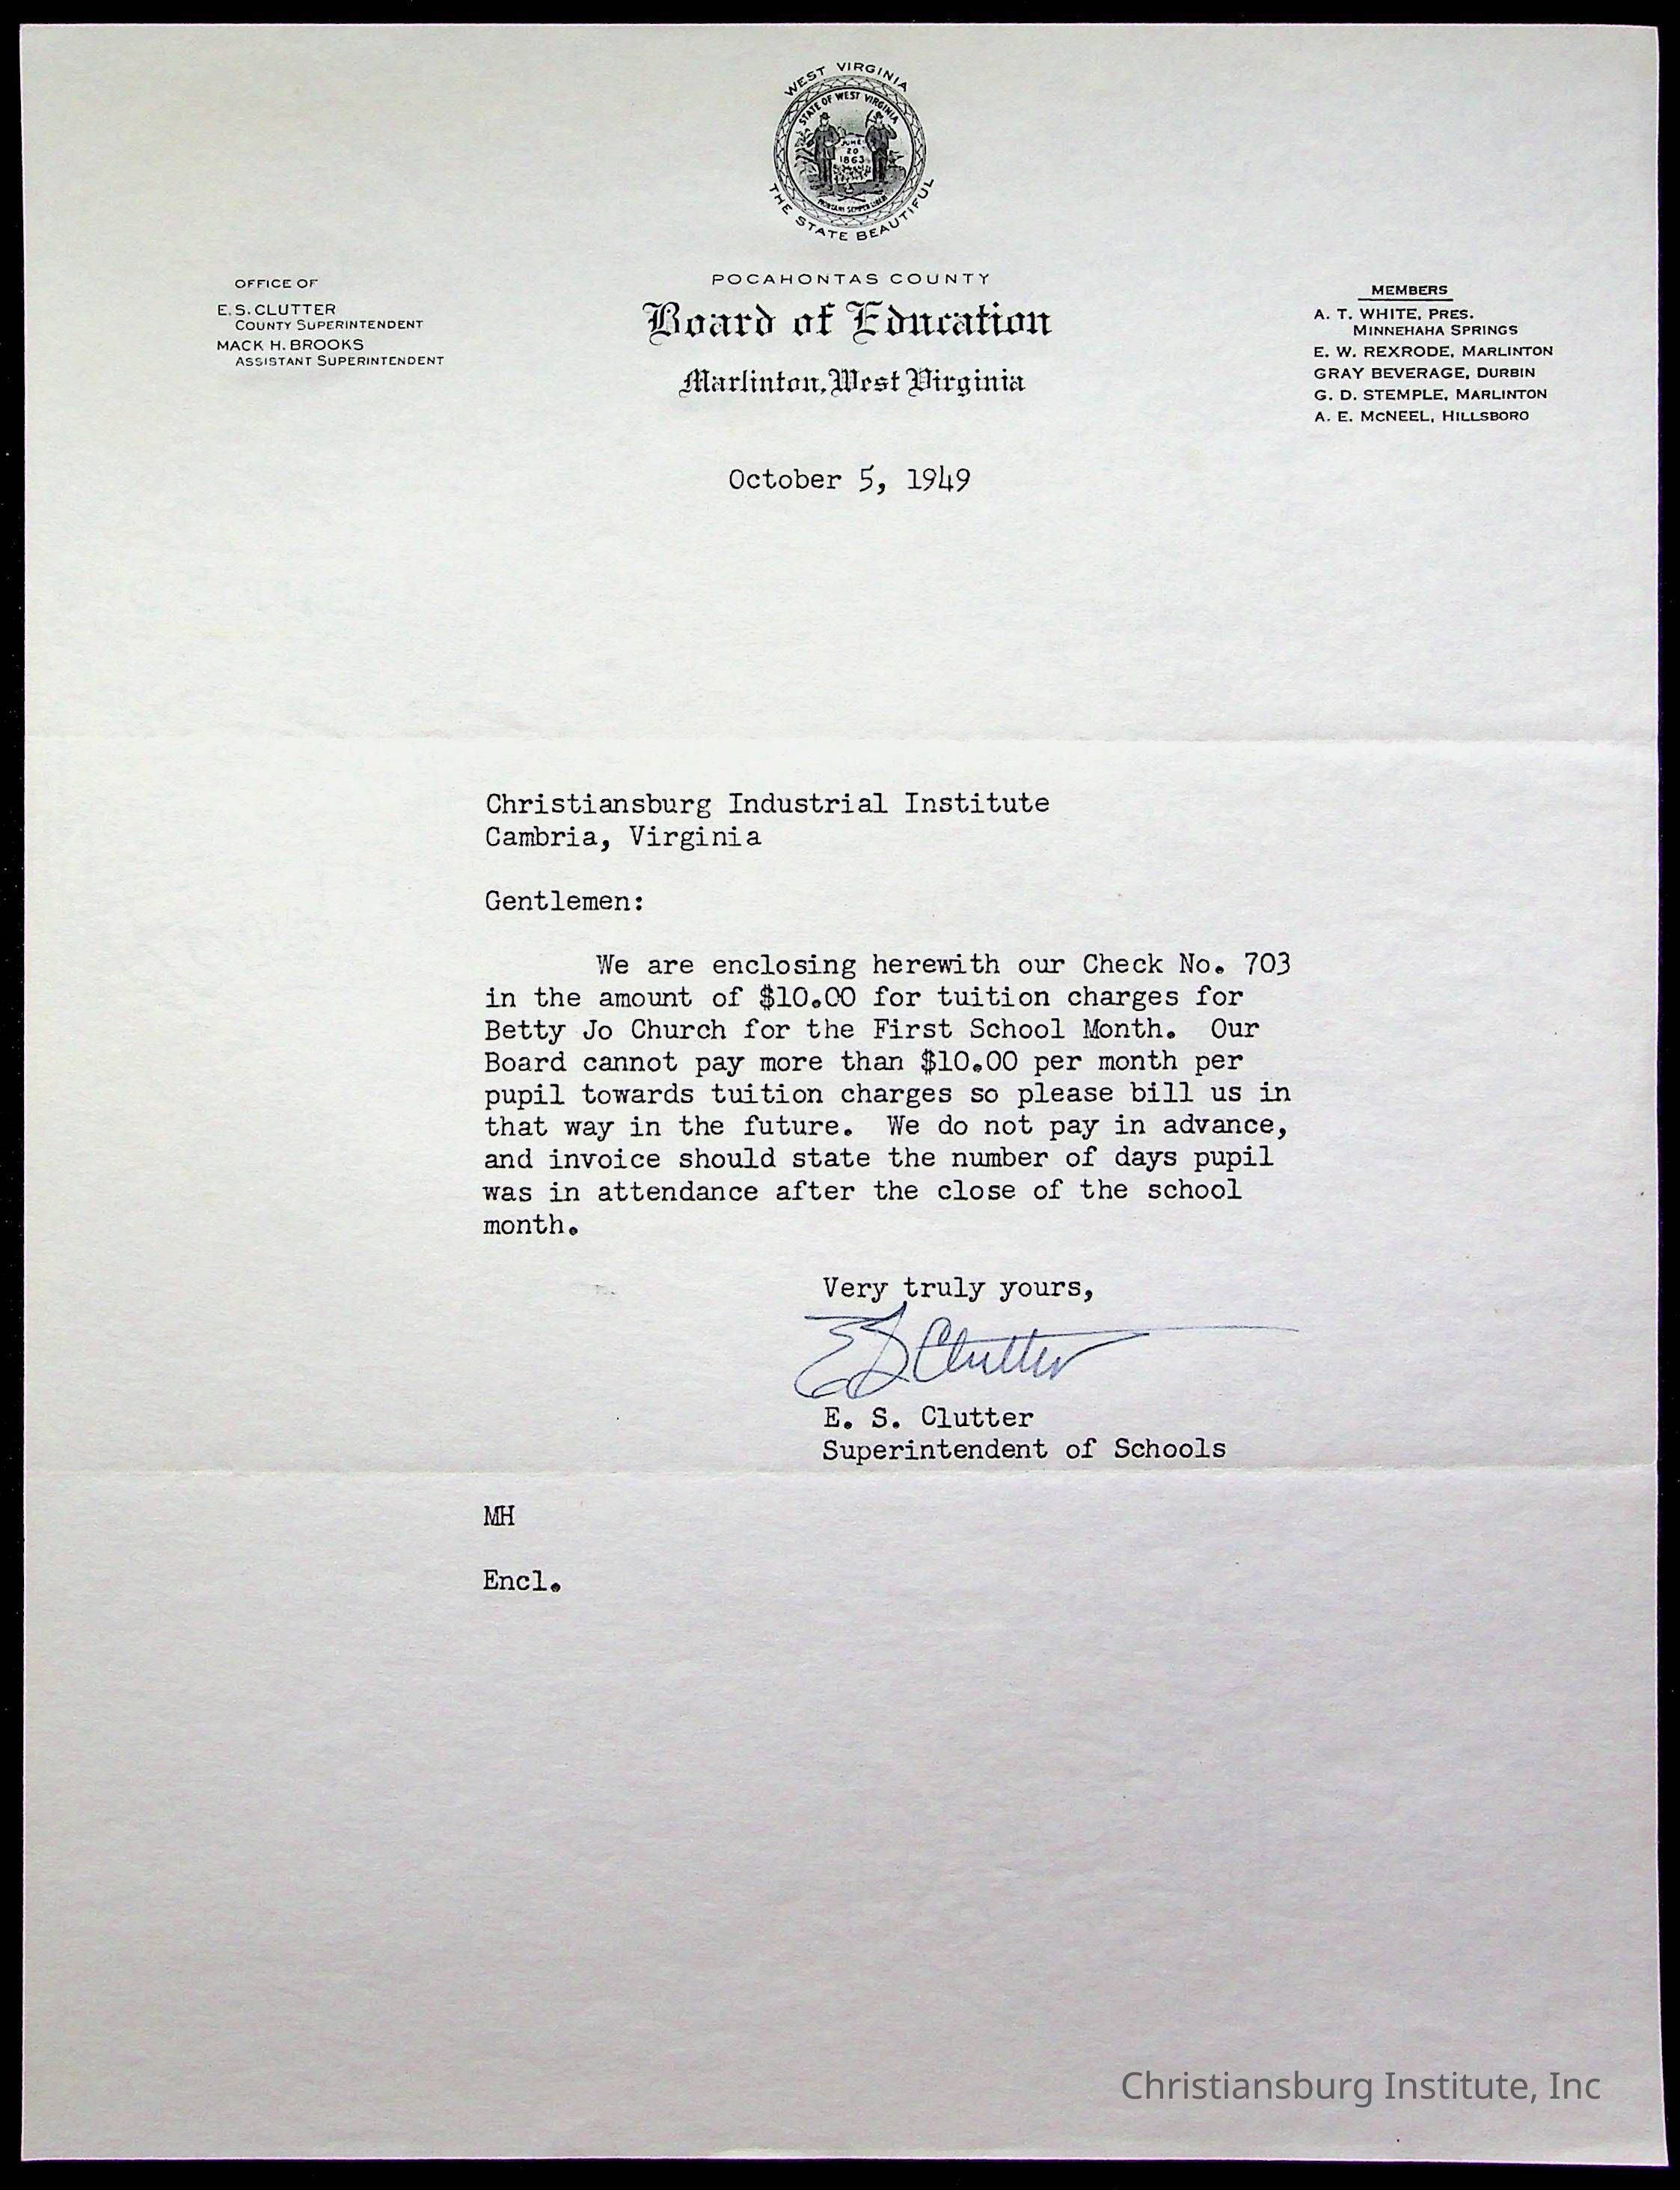 WEST VIRGINIA
STATE OF WEST VIRGINIA
JUNE
20
1863
MONTANI SEMPER LIBERI
THE STATE BEAUTIFUL
OFFICE OF
E. S. CLUTTER
COUNTY SUPERINTENDENT
MACK H. BROOKS
ASSISTANT SUPERINTENDENT
POCAHONTAS COUNTY
Board of Education
Marlinton, West Virginia
MEMBERS
A. T. WHITE, PRES.
MINNEHAHA SPRINGS
E. W. REXRODE, MARLINTON
GRAY BEVERAGE, DURBIN
G. D. STEMPLE, MARLINTON
A. E. McNEEL, HILLSBORO
October 5, 1949
Christiansburg Industrial Institute
Cambria, Virginia
Gentlemen:
We are enclosing herewith our Check No. 703
in the amount of $10.00 for tuition charges for
Betty Jo Church for the First School Month. Our
Board cannot pay more than $10.00 per month per
pupil towards tuition charges so please bill us in
that way in the future. We do not pay in advance,
and invoice should state the number of days pupil
was in attendance after the close of the school
month.
Very truly yours,
E S Clutter
E. S. Clutter
Superintendent of Schools
MH
Encl.
Christiansburg Institute, Inc